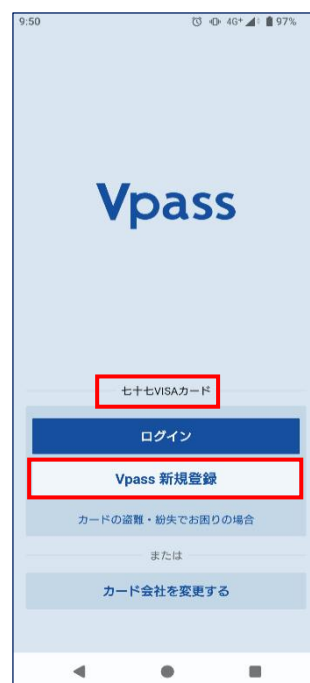 9:50 4G+ 97%
Vpass
七十七VISAカード
ログイン
Vpass 新規登録
カードの盗難・紛失でお困りの場合
または
カード会社を変更する